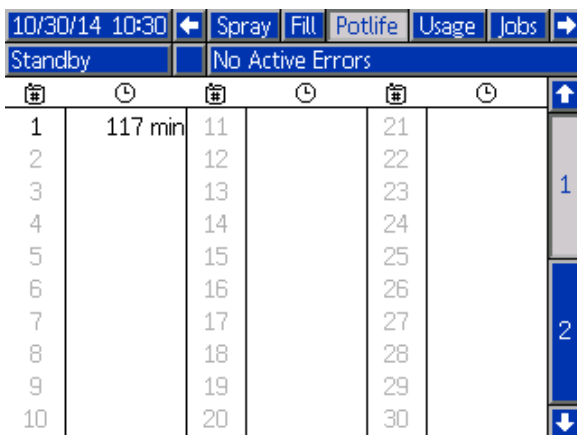 10/30/14 10:30 Spray Fill Potlife Usage Jobs
Standby No Active Errors
# # #
1 117 min 11 21
2 12 22
3 13 23
4 14 24
5 15 25
6 16 26
7 17 27
8 18 28
9 19 29
10 20 30
1
2